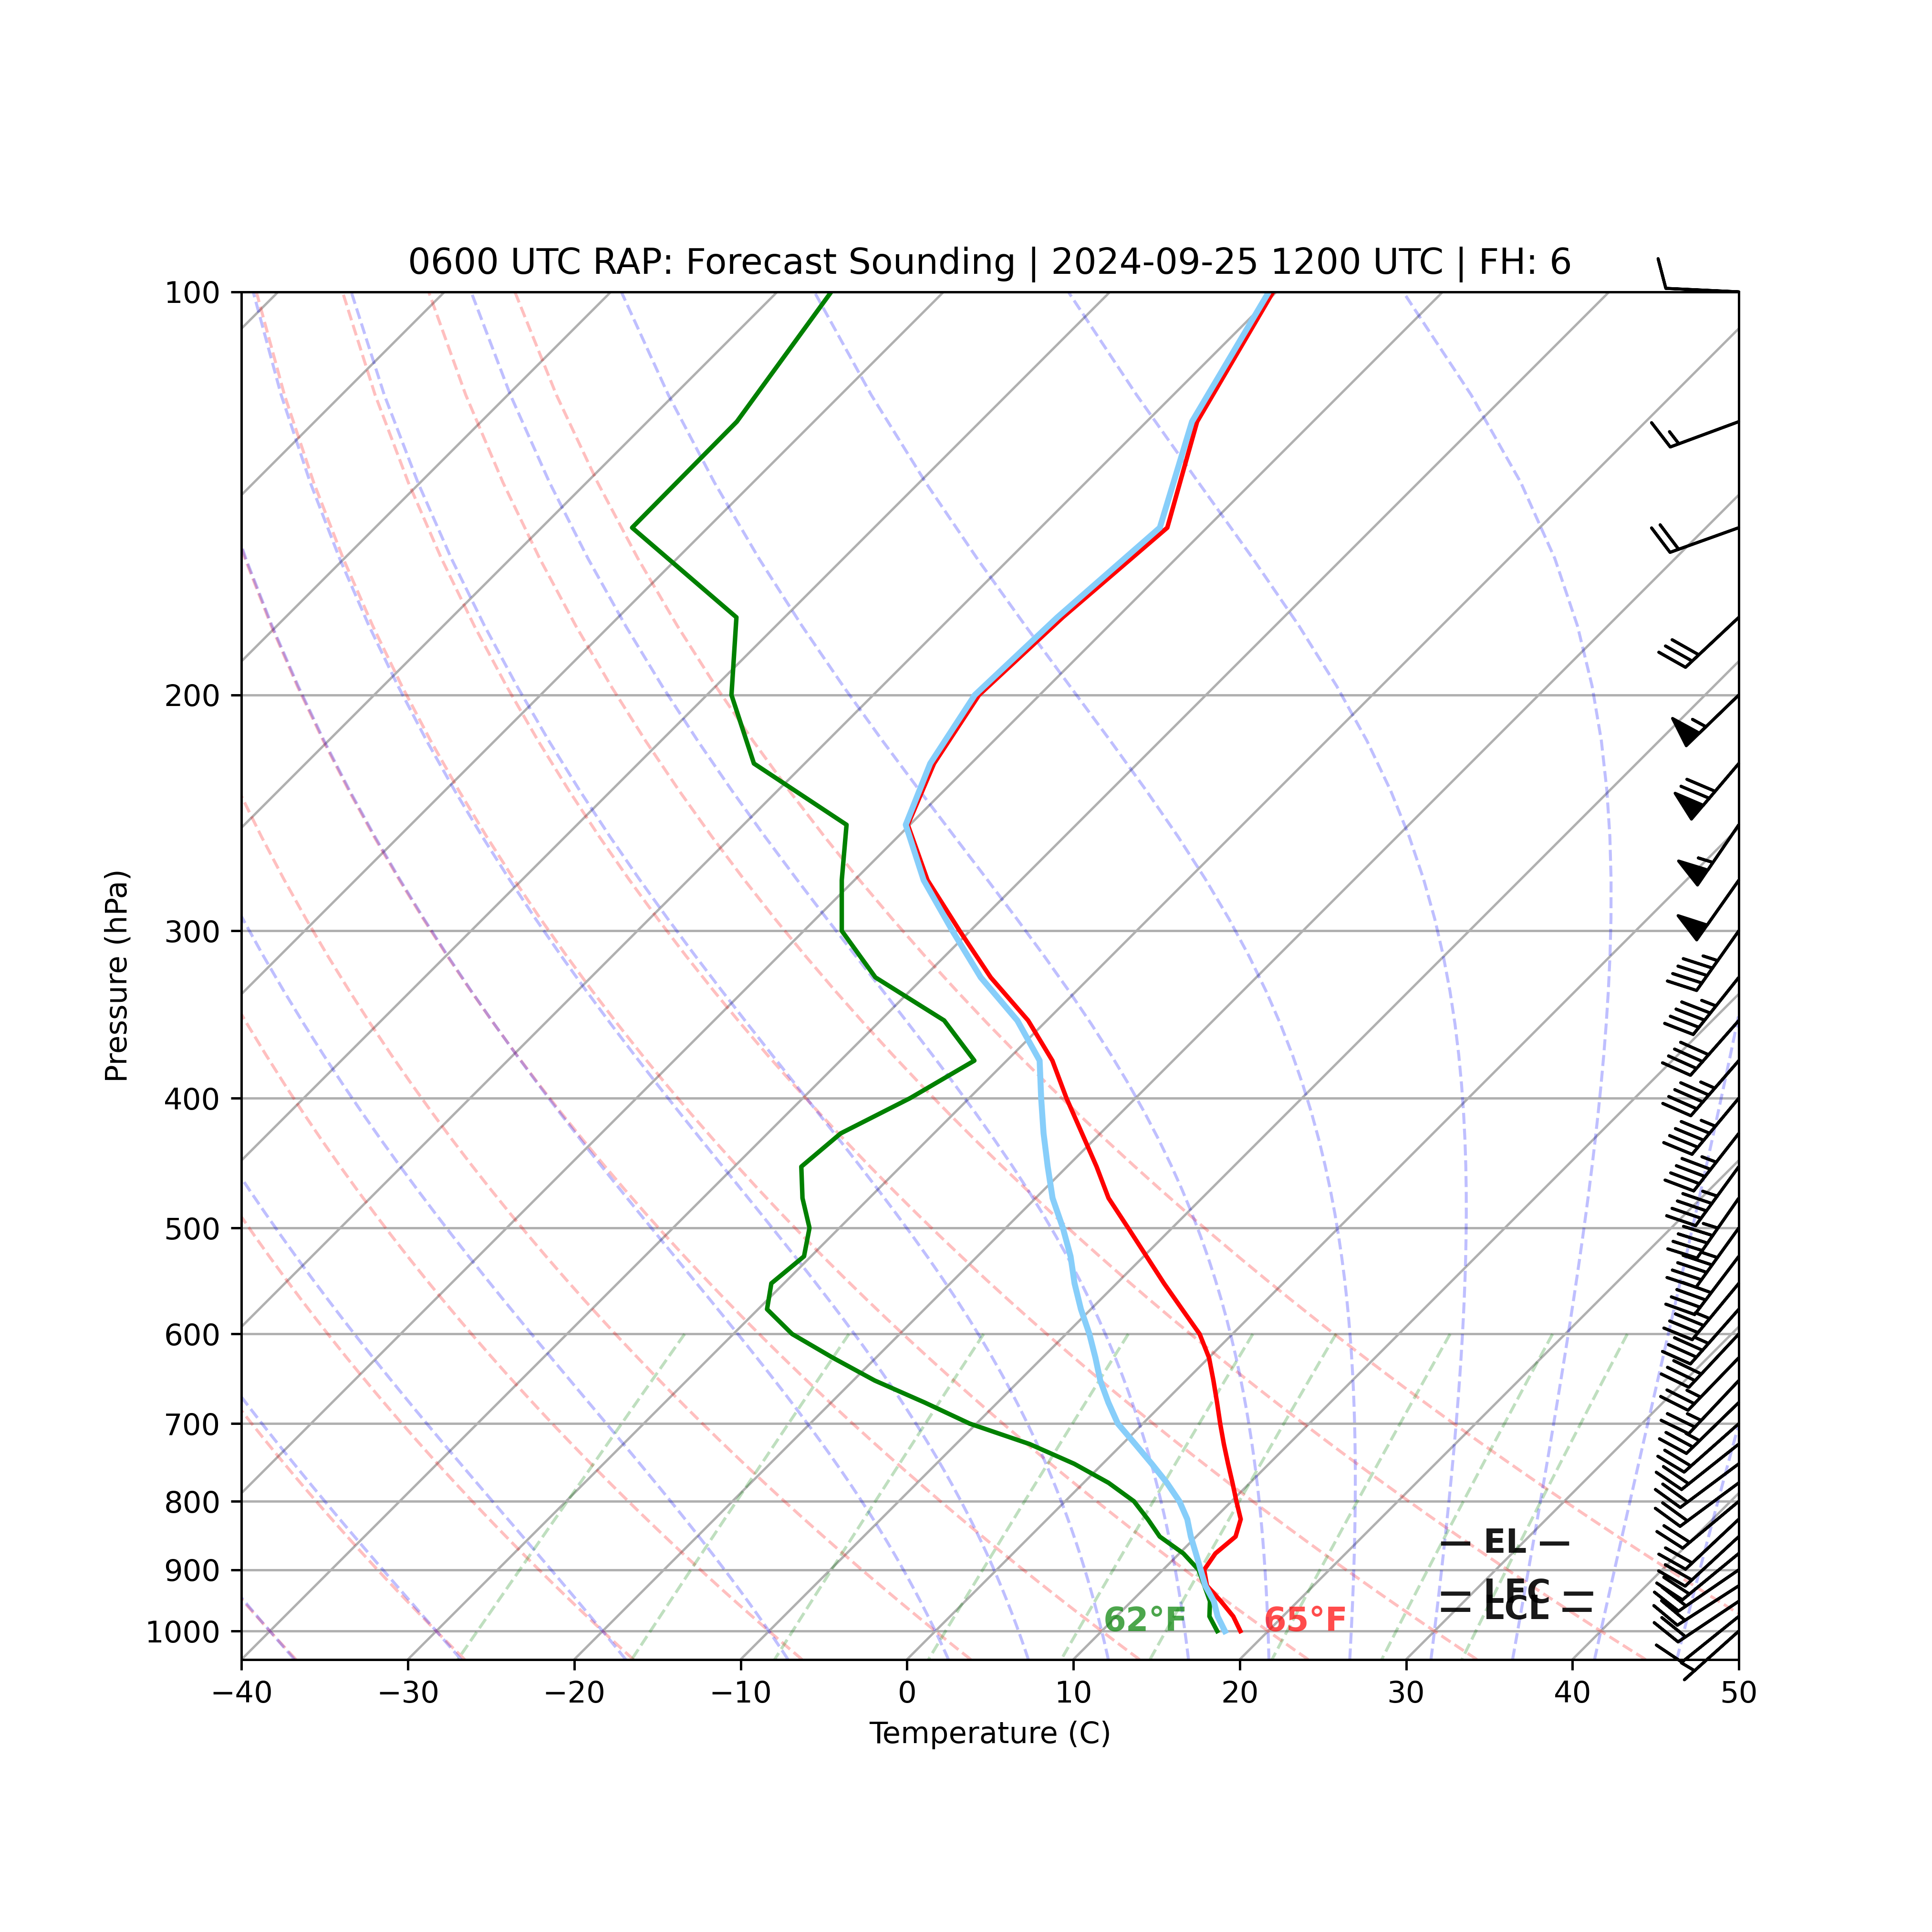 0600 UTC RAP: Forecast Sounding | 2024-09-25 1200 UTC | FH: 6
100
200
300
400
500
600
700
800
900
1000
Pressure (hPa)
— EL —
— LFC —
— LCL —
62°F
65°F
−40
−30
−20
−10
0
10
20
30
40
50
Temperature (C)